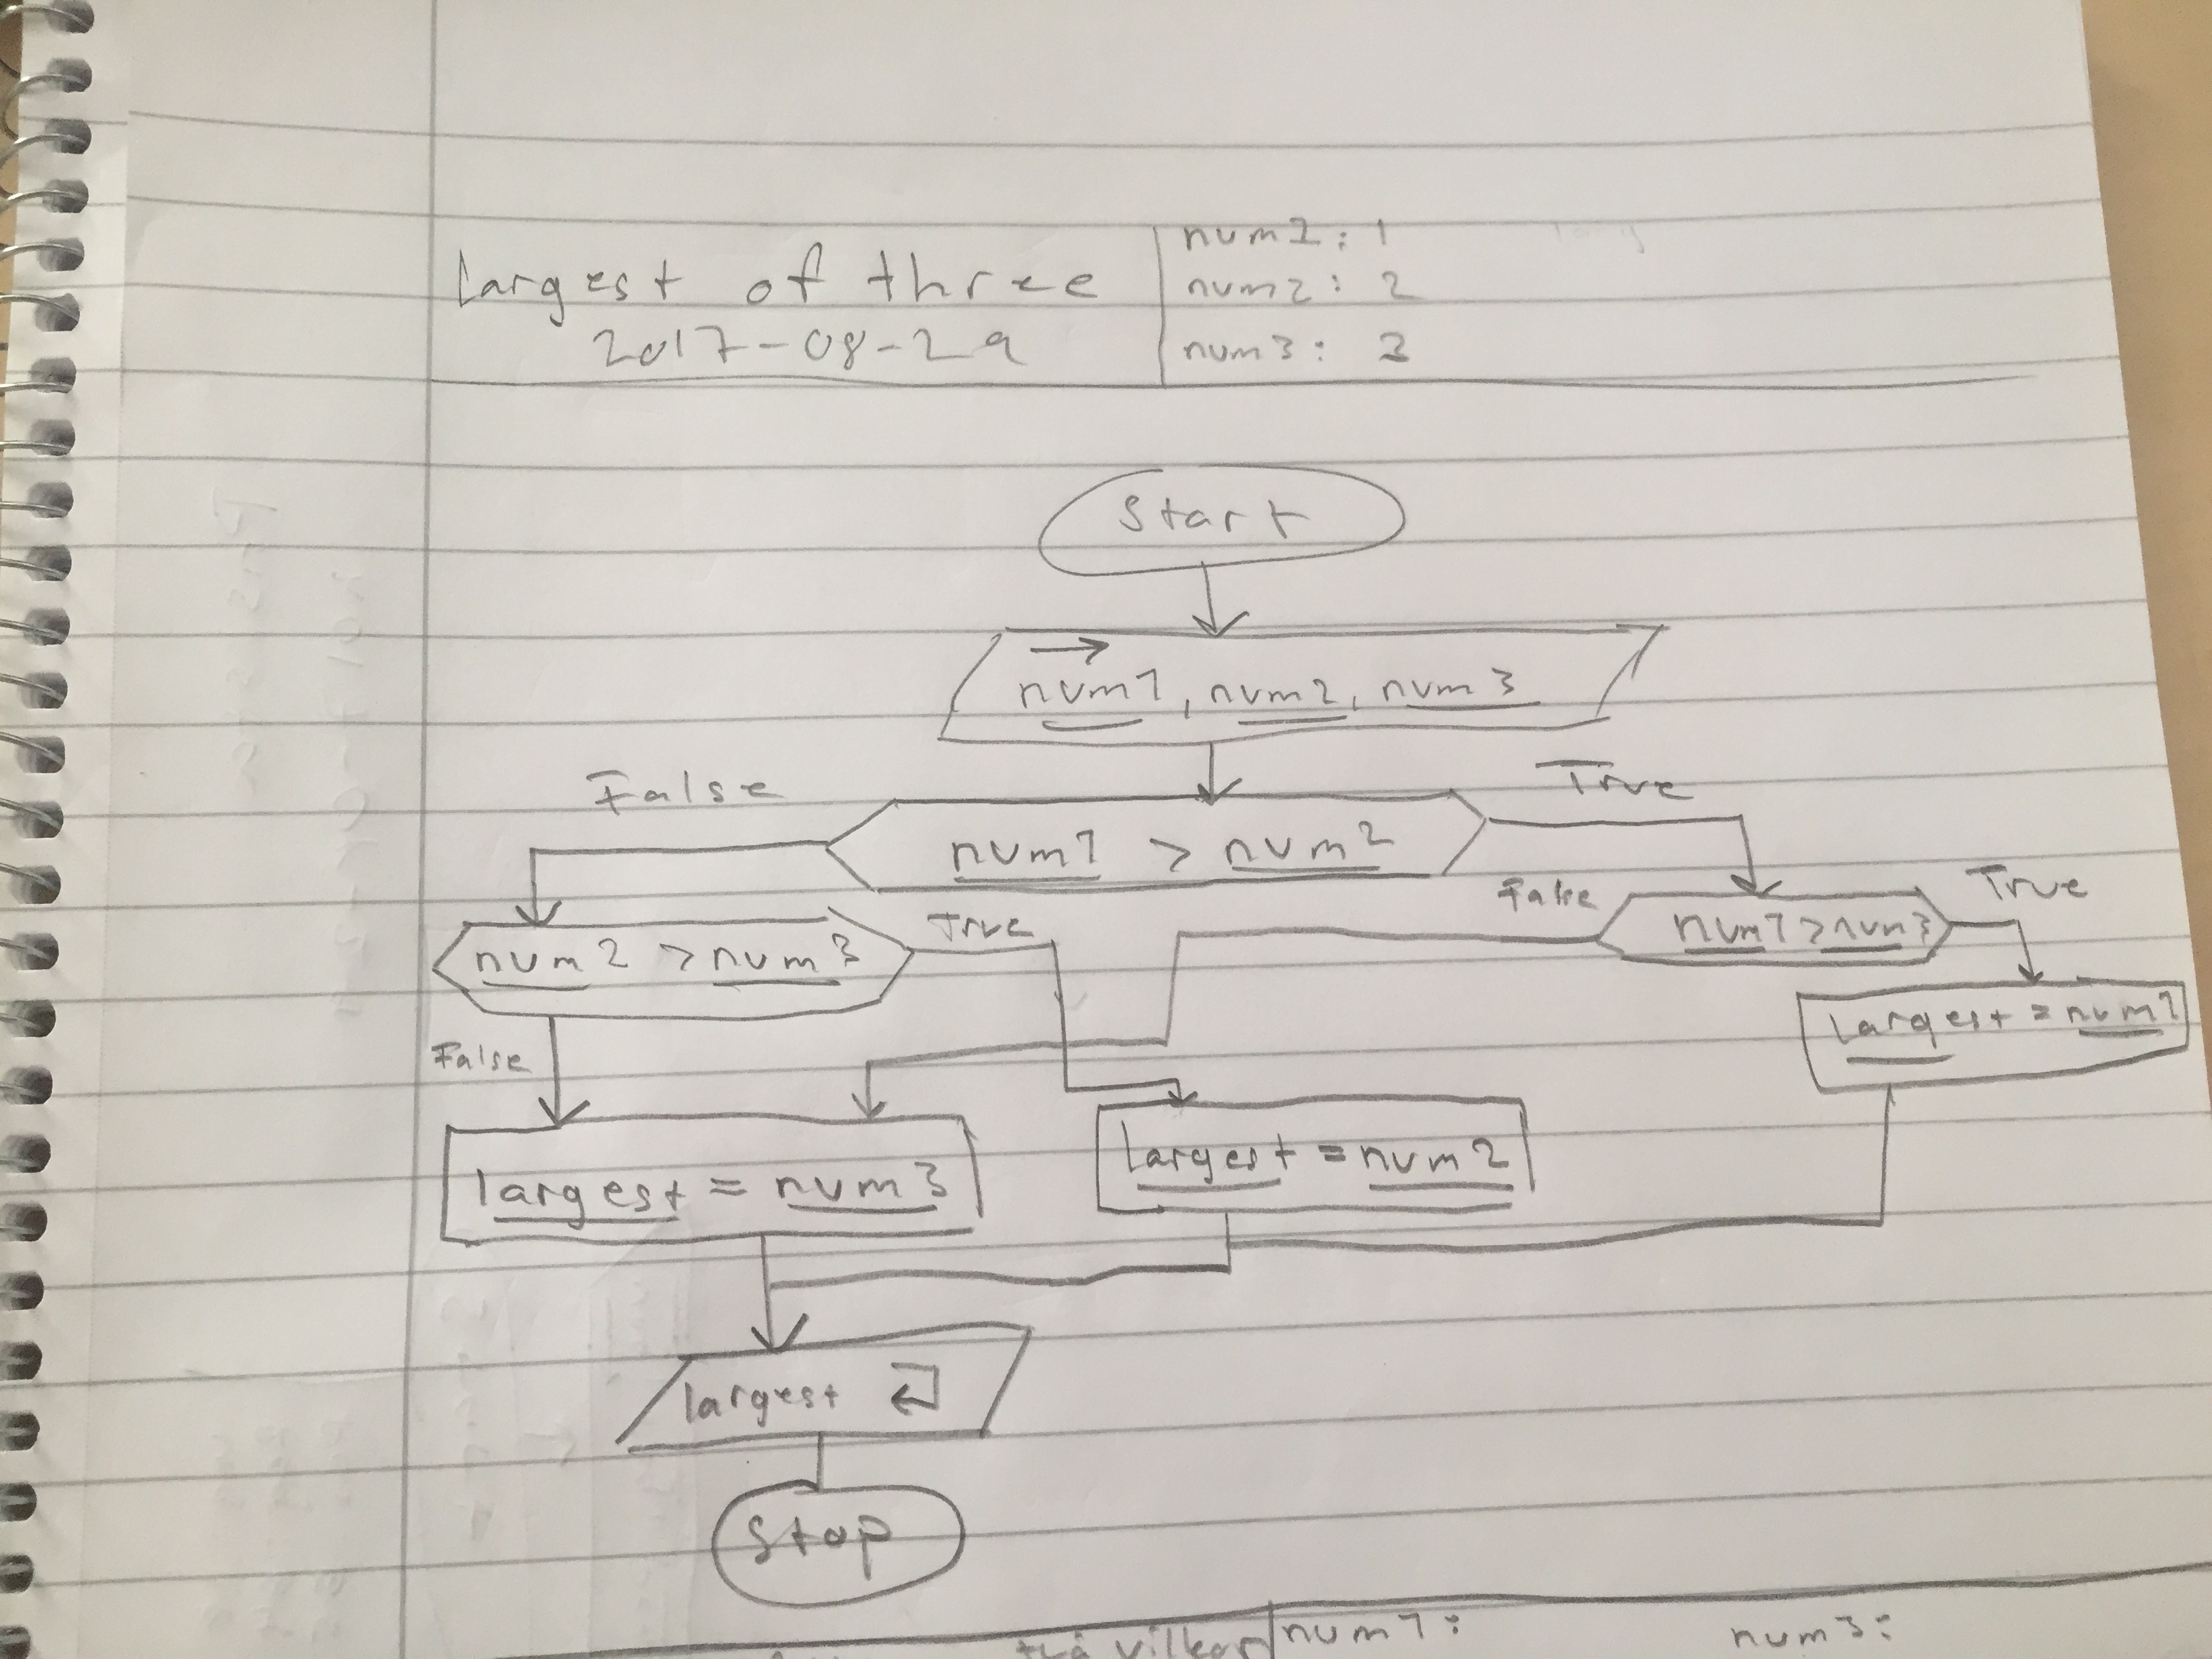 largest of three
2017-08-29
num1: 1
num2: 2
num3: 3
Start
→
num1, num2, num3
False
True
num1 > num2
False
True
num2 > num3
True
num1 > num3
False
largest = num1
largest = num3
largest = num2
largest ↵
Stop
num1:
num3: